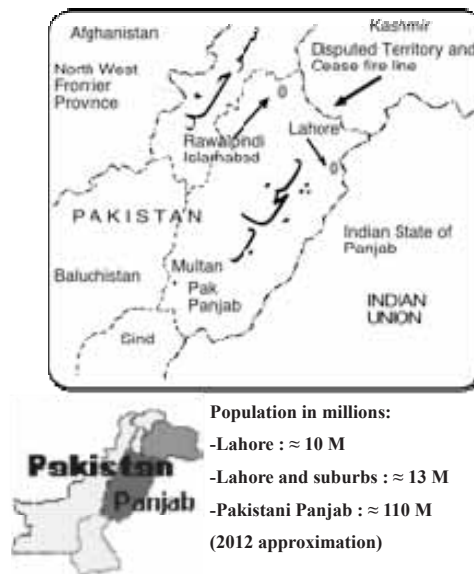 Afghanistan
Kashmir
Disputed Territory and
Cease fire line
North West
Frontier
Provnce
Lahore
Rawalpindi
Islamabad
PAKISTAN
Indian State of
Panjab
Baluchistan
Multan
Pak
Panjab
INDIAN
UNION
Sind
Pakistan
Panjab
Population in millions:
-Lahore : ≈ 10 M
-Lahore and suburbs : ≈ 13 M
-Pakistani Panjab : ≈ 110 M
(2012 approximation)